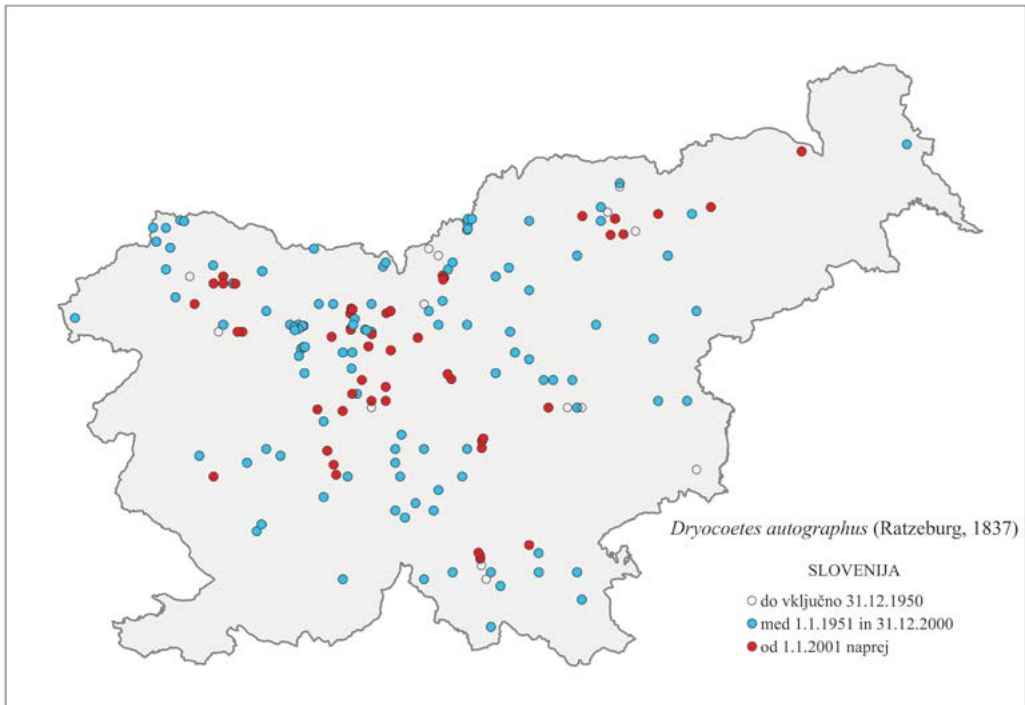 Dryocoetes autographus (Ratzeburg, 1837)
SLOVENIJA
do vključno 31.12.1950
med 1.1.1951 in 31.12.2000
od 1.1.2001 naprej